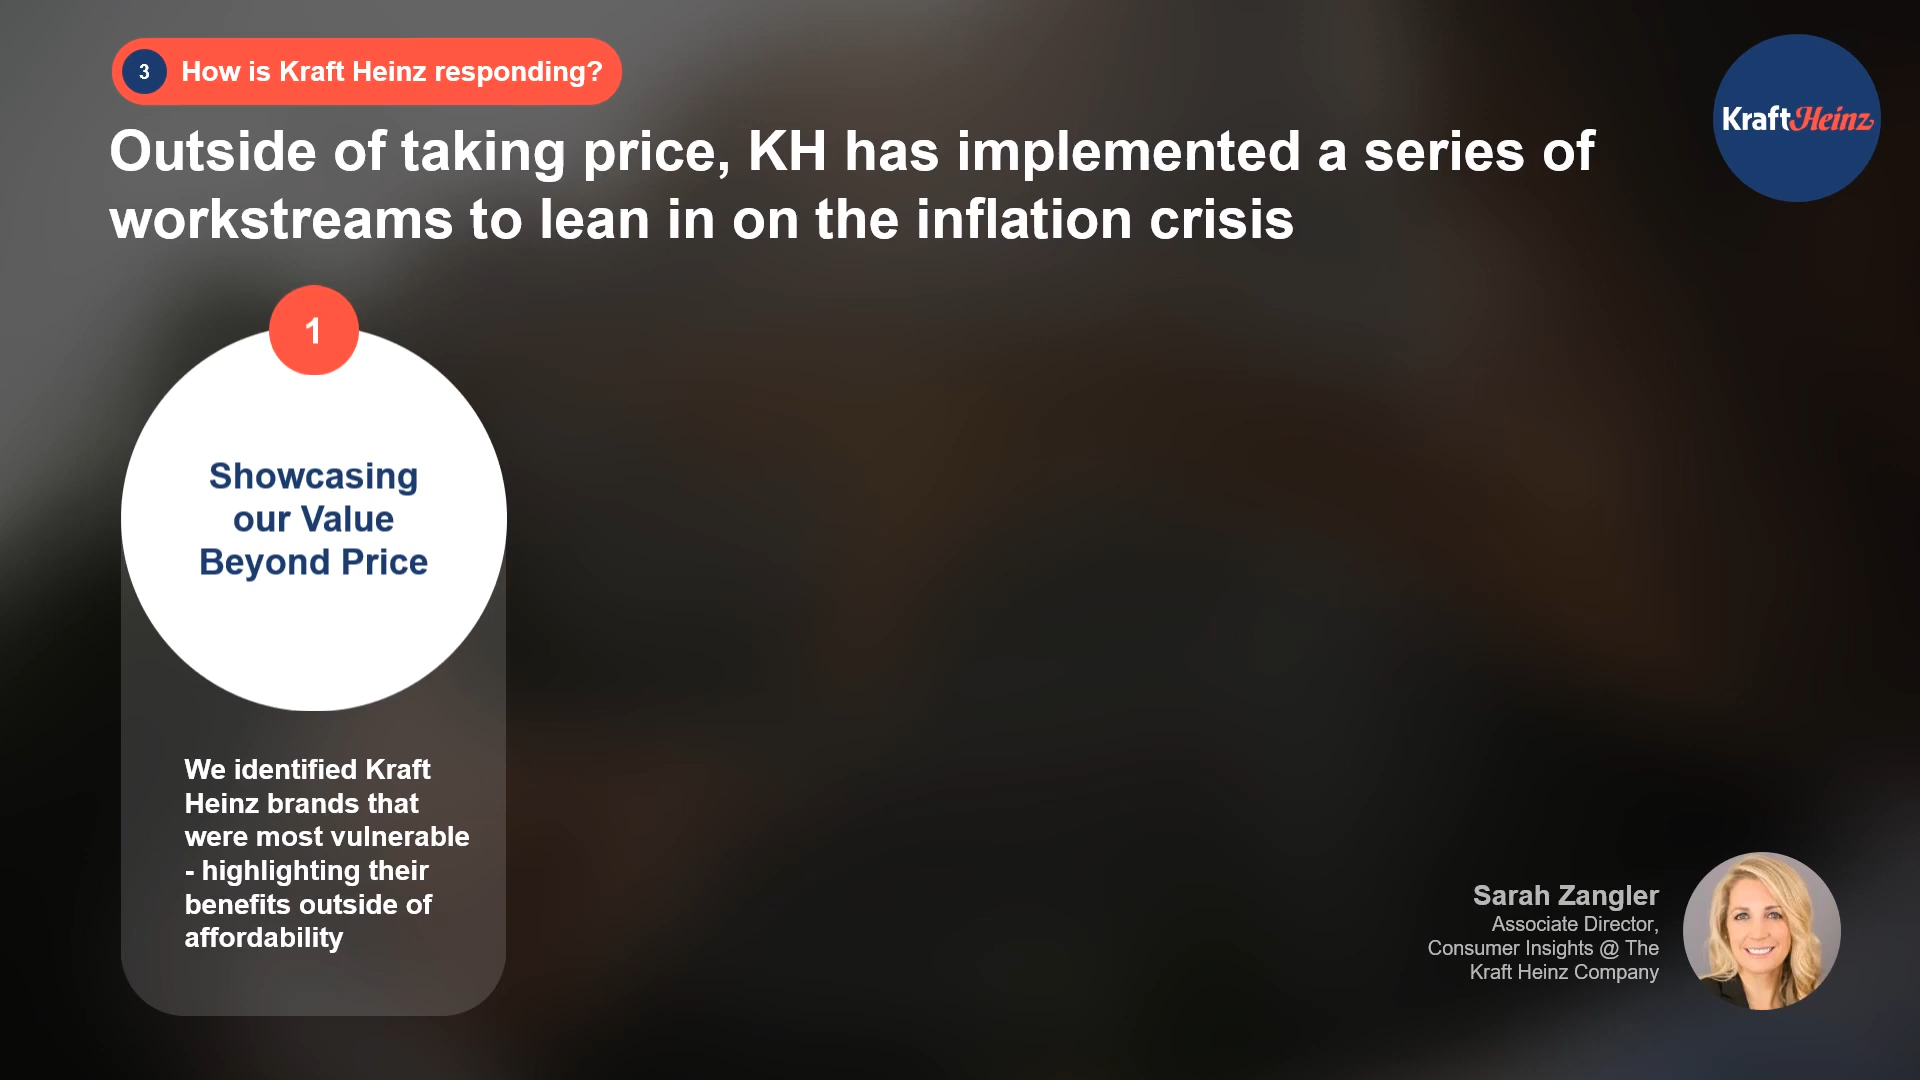 3 How is Kraft Heinz responding?
Outside of taking price, KH has implemented a series of
workstreams to lean in on the inflation crisis
KraftHeinz
1
Showcasing
our Value
Beyond Price
We identified Kraft
Heinz brands that
were most vulnerable
- highlighting their
benefits outside of
affordability
Sarah Zangler
Associate Director,
Consumer Insights @ The
Kraft Heinz Company